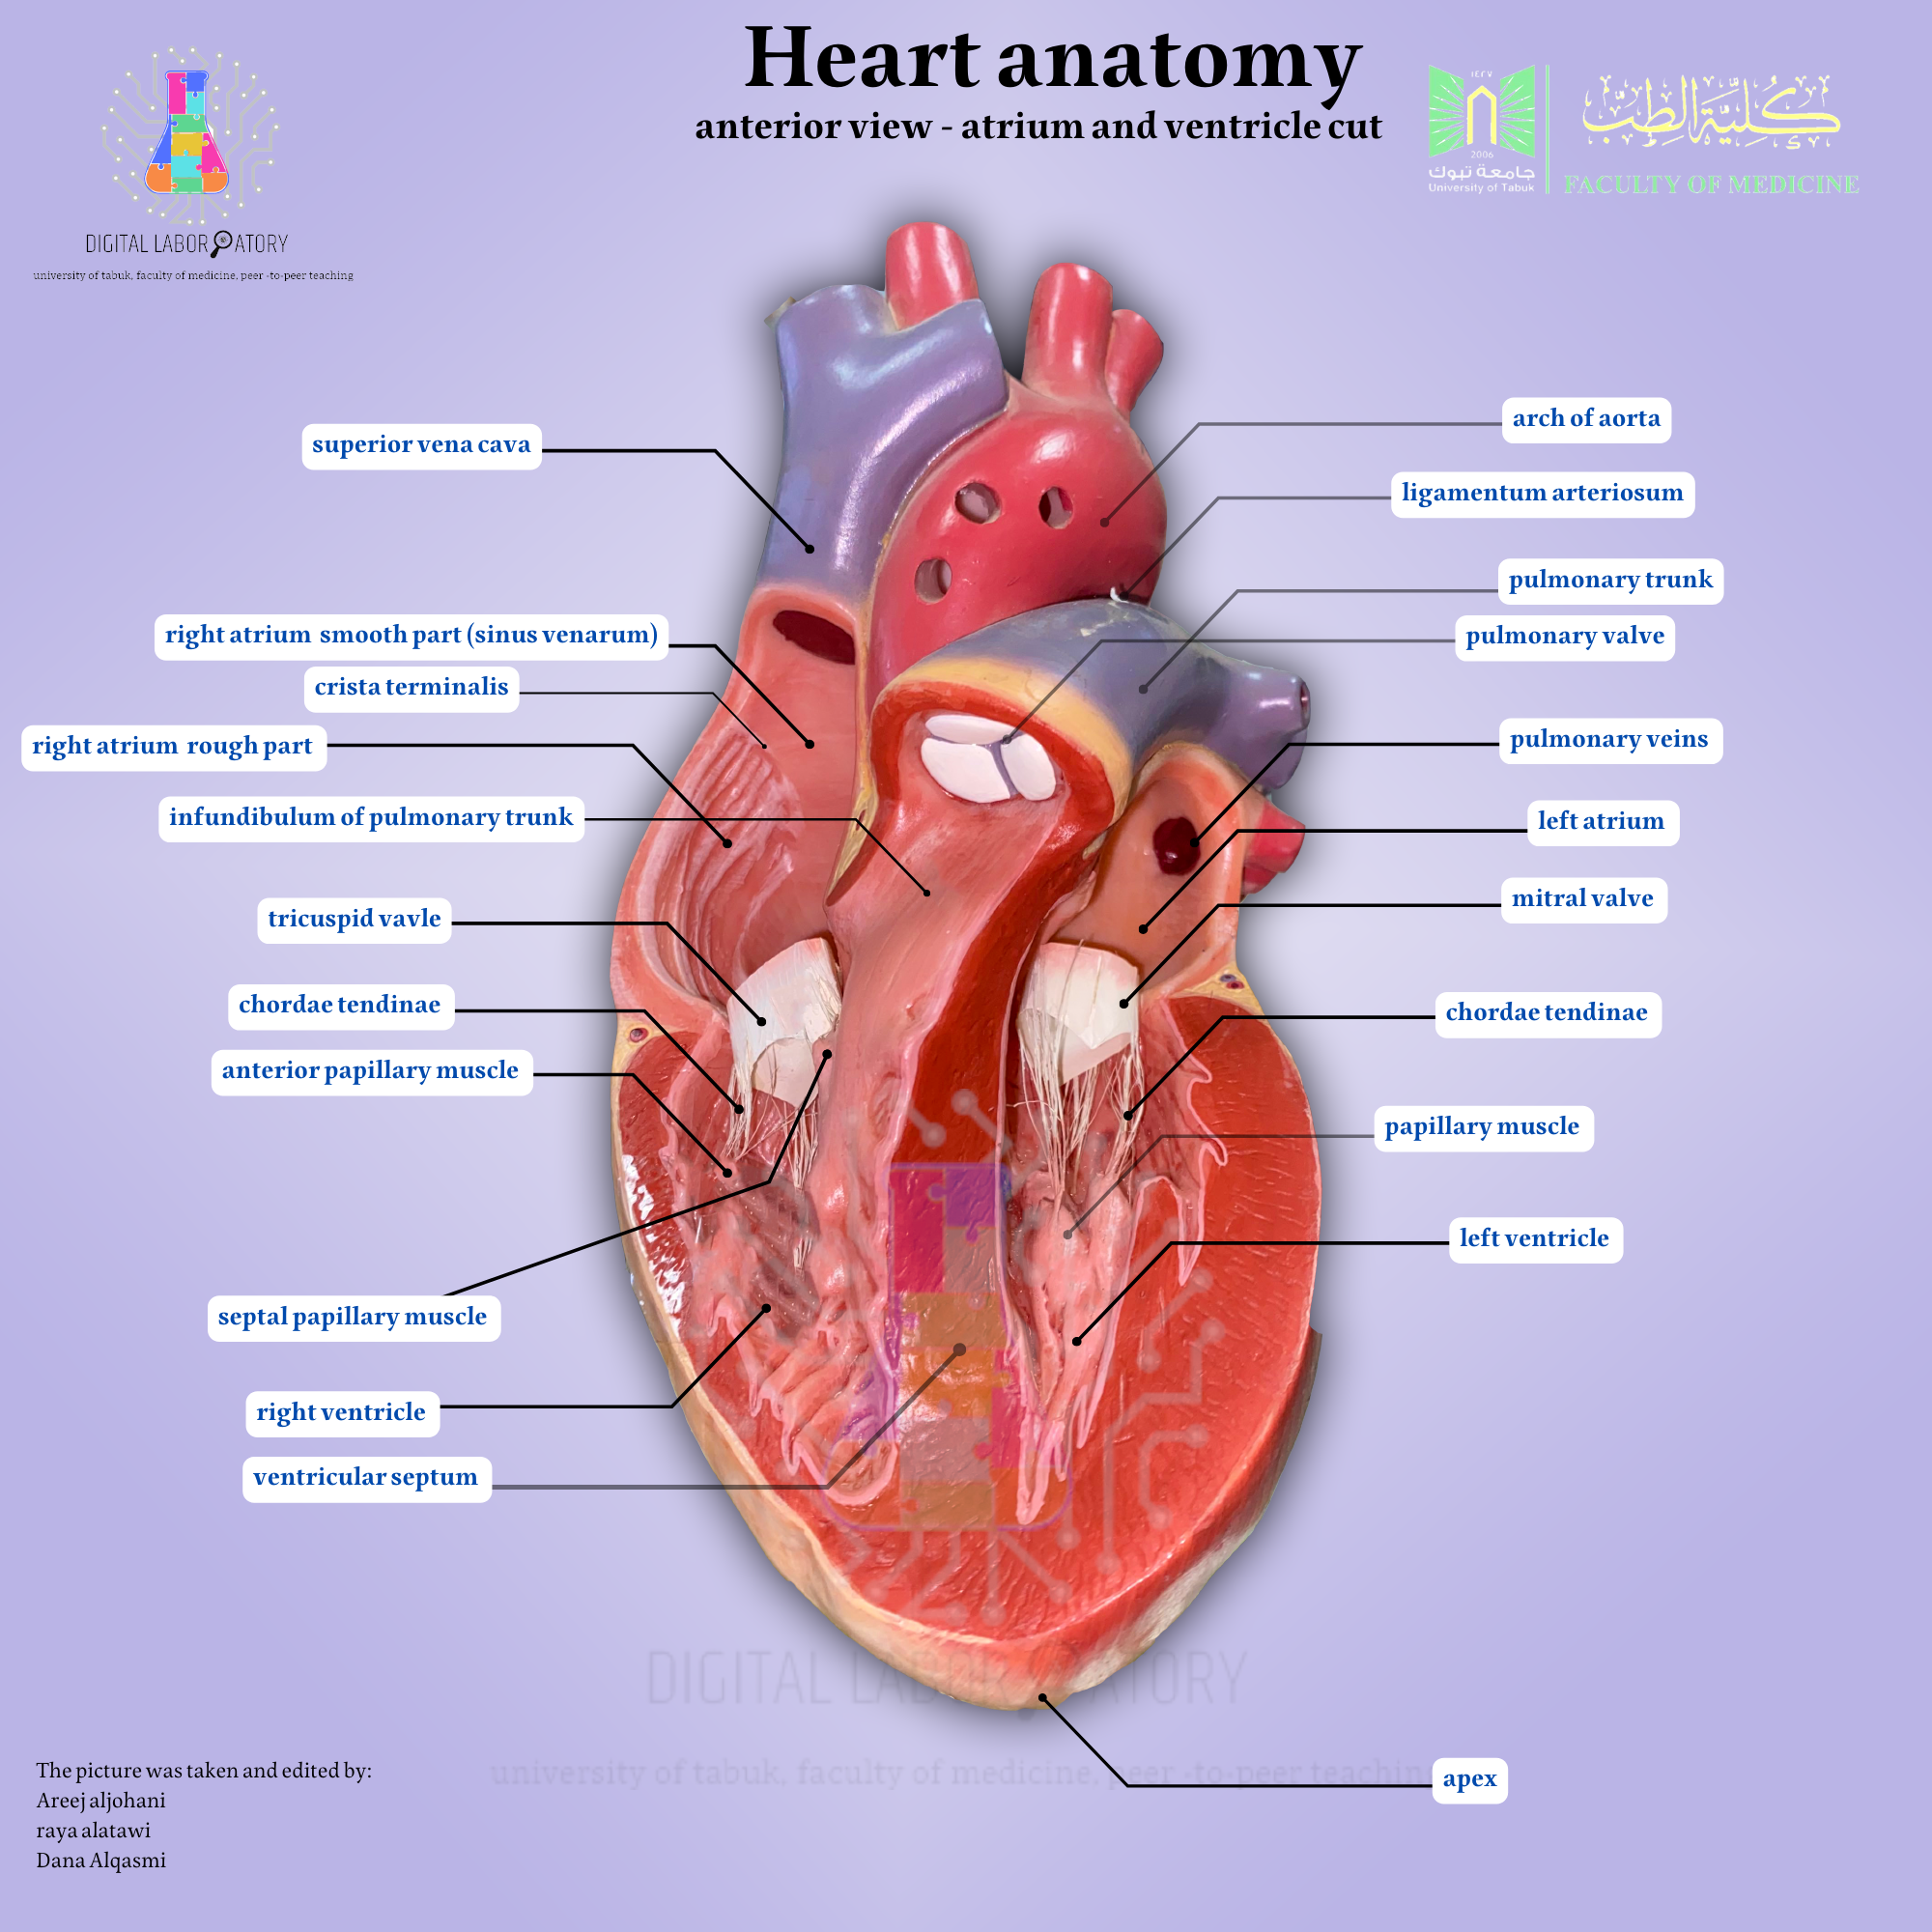 Heart anatomy
anterior view - atrium and ventricle cut
DIGITAL LABORATORY
university of tabuk, faculty of medicine, peer -to-peer teaching
١٤٢٧
2006
جامعة تبوك
University of Tabuk
كلية الطب
FACULTY OF MEDICINE
superior vena cava
right atrium smooth part (sinus venarum)
crista terminalis
right atrium rough part
infundibulum of pulmonary trunk
tricuspid vavle
chordae tendinae
anterior papillary muscle
septal papillary muscle
right ventricle
ventricular septum
arch of aorta
ligamentum arteriosum
pulmonary trunk
pulmonary valve
pulmonary veins
left atrium
mitral valve
chordae tendinae
papillary muscle
left ventricle
apex
DIGITAL LABORATORY
university of tabuk, faculty of medicine, peer -to-peer teaching
The picture was taken and edited by:
Areej aljohani
raya alatawi
Dana Alqasmi